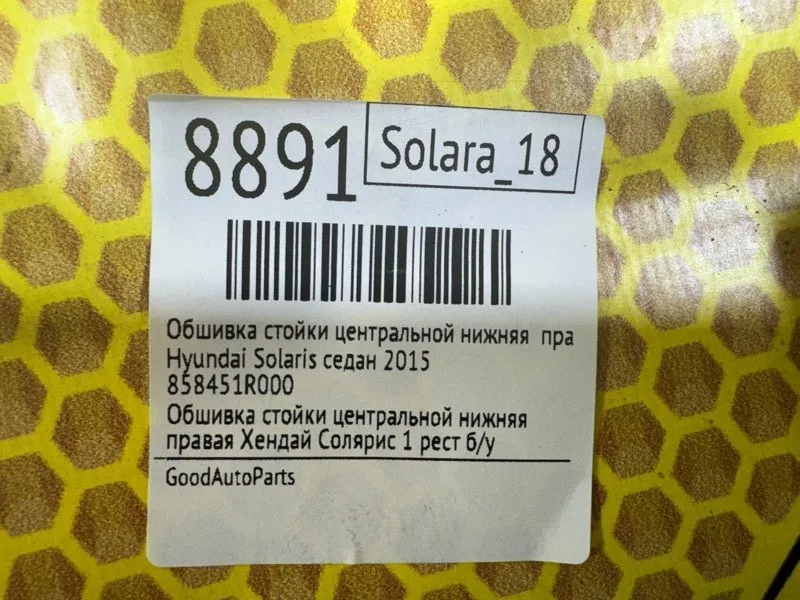 8891
Solara_18
Обшивка стойки центральной нижняя пра
Hyundai Solaris седан 2015
858451R000
Обшивка стойки центральной нижняя
правая Хендай Солярис 1 рест б/у
GoodAutoParts